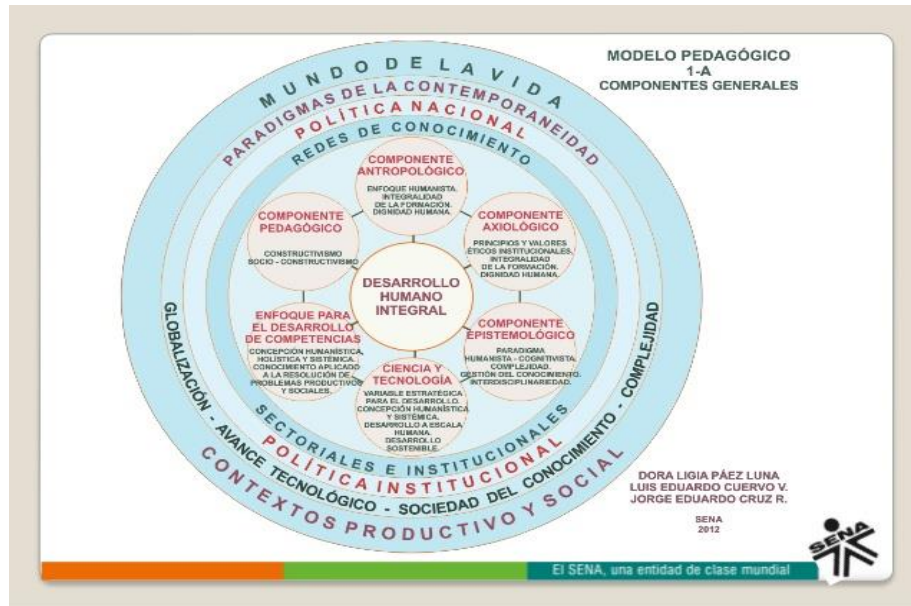 MODELO PEDAGÓGICO
1-A
COMPONENTES GENERALES
MUNDO DE LA VIDA
PARADIGMAS DE LA CONTEMPORANEIDAD
POLÍTICA NACIONAL
REDES DE CONOCIMIENTO
COMPONENTE
ANTROPOLÓGICO
ENFOQUE HUMANISTA.
INTEGRALIDAD
DE LA FORMACIÓN.
DIGNIDAD HUMANA.
COMPONENTE
PEDAGÓGICO
CONSTRUCTIVISMO
SOCIO - CONSTRUCTIVISMO
COMPONENTE
AXIOLÓGICO
PRINCIPIOS Y VALORES
ÉTICOS INSTITUCIONALES.
INTEGRALIDAD
DE LA FORMACIÓN.
DIGNIDAD HUMANA.
DESARROLLO
HUMANO
INTEGRAL
ENFOQUE PARA
EL DESARROLLO
DE COMPETENCIAS
CONCEPCIÓN HUMANÍSTICA,
HOLÍSTICA Y SISTÉMICA.
CONOCIMIENTO APLICADO
A LA RESOLUCIÓN DE
PROBLEMAS PRODUCTIVOS
Y SOCIALES.
COMPONENTE
EPISTEMOLÓGICO
PARADIGMA
HUMANISTA - COGNITIVISTA.
COMPLEJIDAD.
GESTIÓN DEL CONOCIMIENTO.
INTERDISCIPLINARIEDAD.
CIENCIA Y
TECNOLOGÍA
VARIABLE ESTRATÉGICA
PARA EL DESARROLLO.
CONCEPCIÓN HUMANÍSTICA
Y SISTÉMICA.
DESARROLLO A ESCALA
HUMANA.
DESARROLLO
SOSTENIBLE.
SECTORIALES E INSTITUCIONALES
POLÍTICA INSTITUCIONAL
GLOBALIZACIÓN - AVANCE TECNOLÓGICO - SOCIEDAD DEL CONOCIMIENTO - COMPLEJIDAD
CONTEXTOS PRODUCTIVO Y SOCIAL
DORA LIGIA PÁEZ LUNA
LUIS EDUARDO CUERVO V.
JORGE EDUARDO CRUZ R.
SENA
2012
SENA
El SENA, una entidad de clase mundial